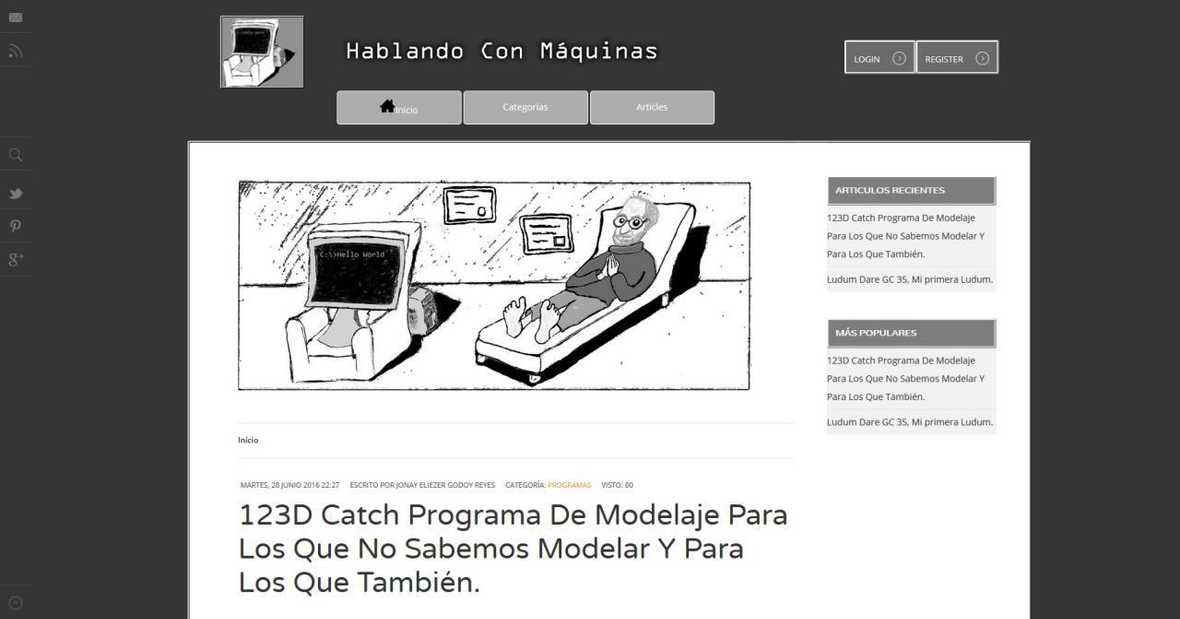 Hablando Con Máquinas
LOGIN
REGISTER
Inicio
Categorías
Articles
C:\>Hello World
ARTICULOS RECIENTES
123D Catch Programa De Modelaje
Para Los Que No Sabemos Modelar Y
Para Los Que También.
Ludum Dare GC 35, Mi primera Ludum.
MÁS POPULARES
123D Catch Programa De Modelaje
Para Los Que No Sabemos Modelar Y
Para Los Que También.
Ludum Dare GC 35, Mi primera Ludum.
Inicio
MARTES, 28 JUNIO 2016 22:27 ESCRITO POR JONAY ELIEZER GODOY REYES CATEGORÍA: PROGRAMAS VISTO: 80
123D Catch Programa De Modelaje Para
Los Que No Sabemos Modelar Y Para
Los Que También.